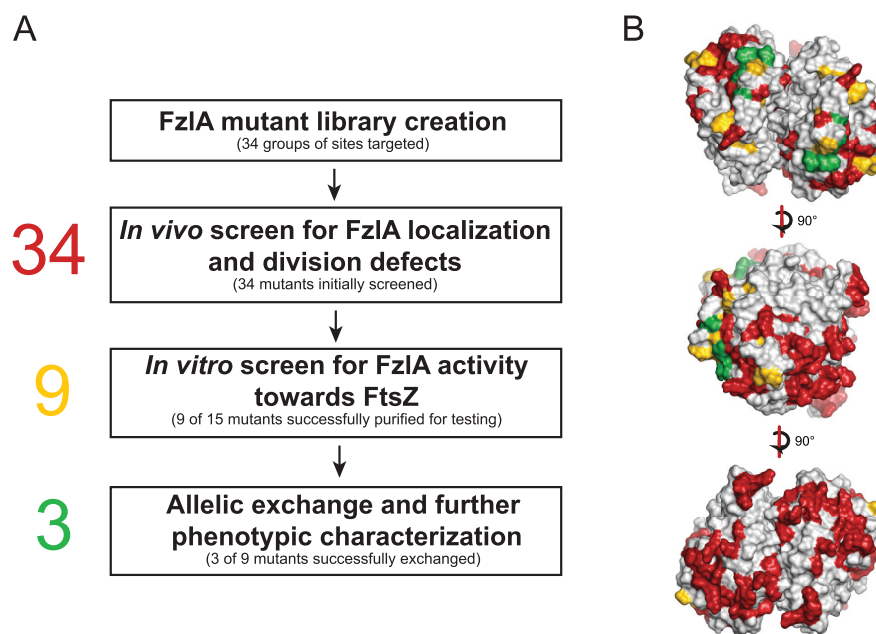 A
B
FzlA mutant library creation
(34 groups of sites targeted)
34
In vivo screen for FzlA localization
and division defects
(34 mutants initially screened)
90°
9
In vitro screen for FzlA activity
towards FtsZ
(9 of 15 mutants successfully purified for testing)
90°
3
Allelic exchange and further
phenotypic characterization
(3 of 9 mutants successfully exchanged)